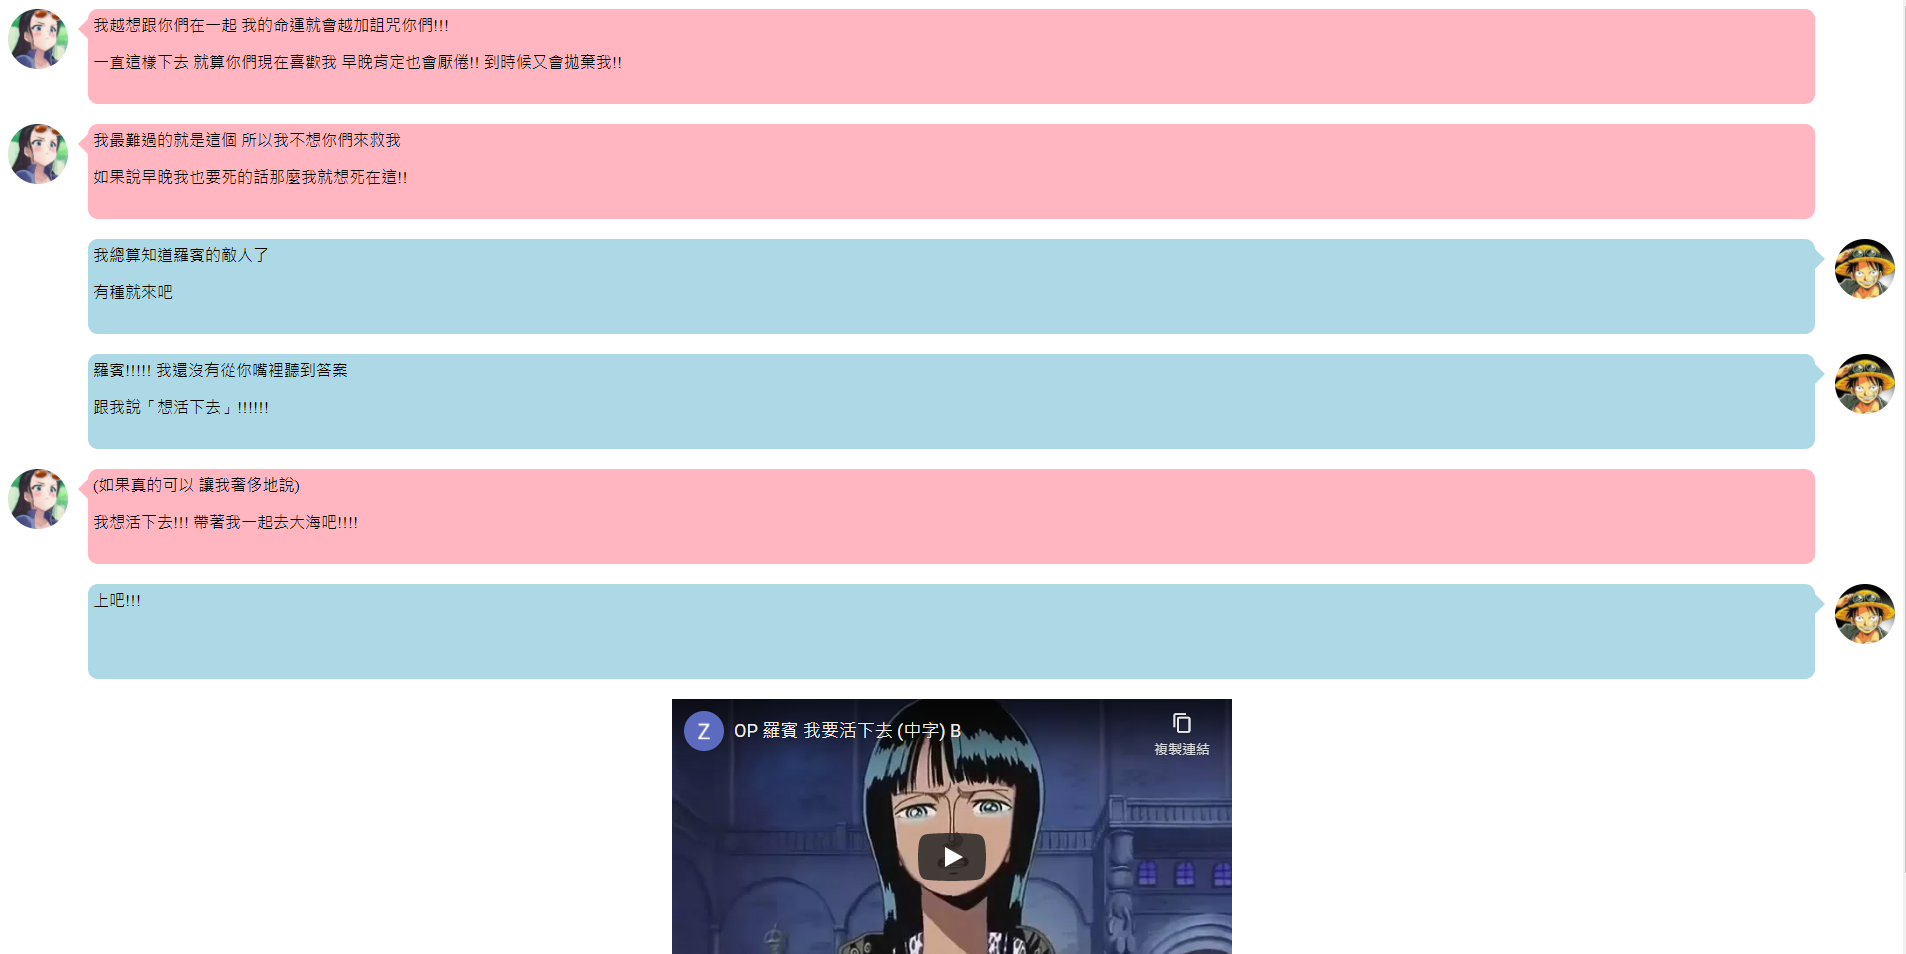 我越想跟你們在一起 我的命運就會越加詛咒你們!!!
一直這樣下去 就算你們現在喜歡我 早晚肯定也會厭倦!! 到時候又會拋棄我!!
我最難過的就是這個 所以我不想你們來救我
如果說早晚我也要死的話那麼我就想死在這!!
我總算知道羅賓的敵人了
有種就來吧
羅賓!!!!! 我還沒有從你嘴裡聽到答案
跟我說「想活下去」!!!!!!
(如果真的可以 讓我奢侈地說)
我想活下去!!! 帶著我一起去大海吧!!!!
上吧!!!
Z OP 羅賓 我要活下去 (中字) B
複製連結